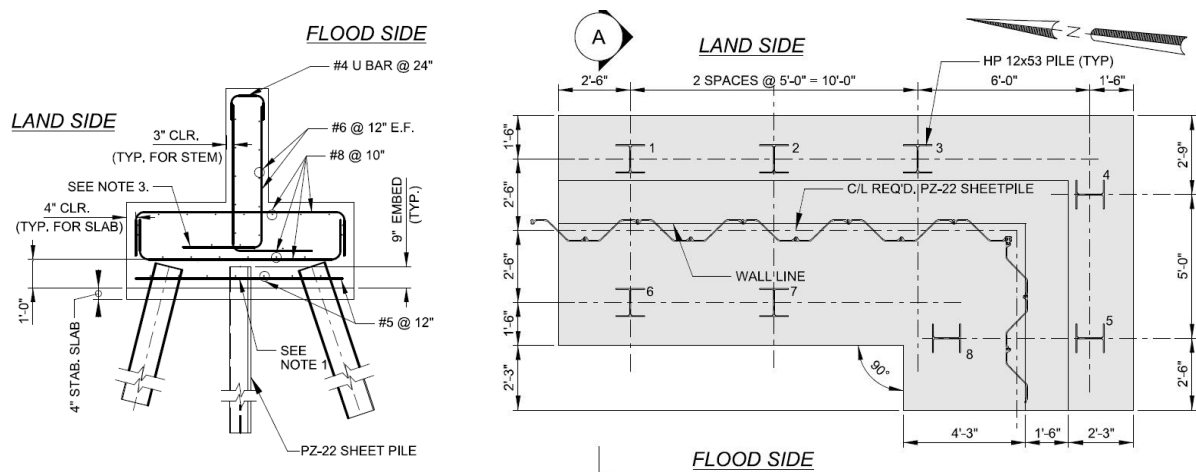 FLOOD SIDE
#4 U BAR @ 24"
LAND SIDE
3" CLR.
(TYP. FOR STEM)
#6 @ 12" E.F.
#8 @ 10"
SEE NOTE 3.
4" CLR.
(TYP. FOR SLAB)
9" EMBED
(TYP.)
1'-0"
4" STAB. SLAB
#5 @ 12"
SEE
NOTE 1
PZ-22 SHEET PILE
A
LAND SIDE
N
HP 12x53 PILE (TYP)
2'-6"
2 SPACES @ 5'-0" = 10'-0"
6'-0"
1'-6"
1'-6"
2'-6"
2'-6"
1'-6"
2'-3"
1
2
3
4
C/L REQ'D. PZ-22 SHEETPILE
WALL LINE
6
7
8
5
90°
2'-9"
5'-0"
2'-6"
4'-3"
1'-6"
2'-3"
FLOOD SIDE